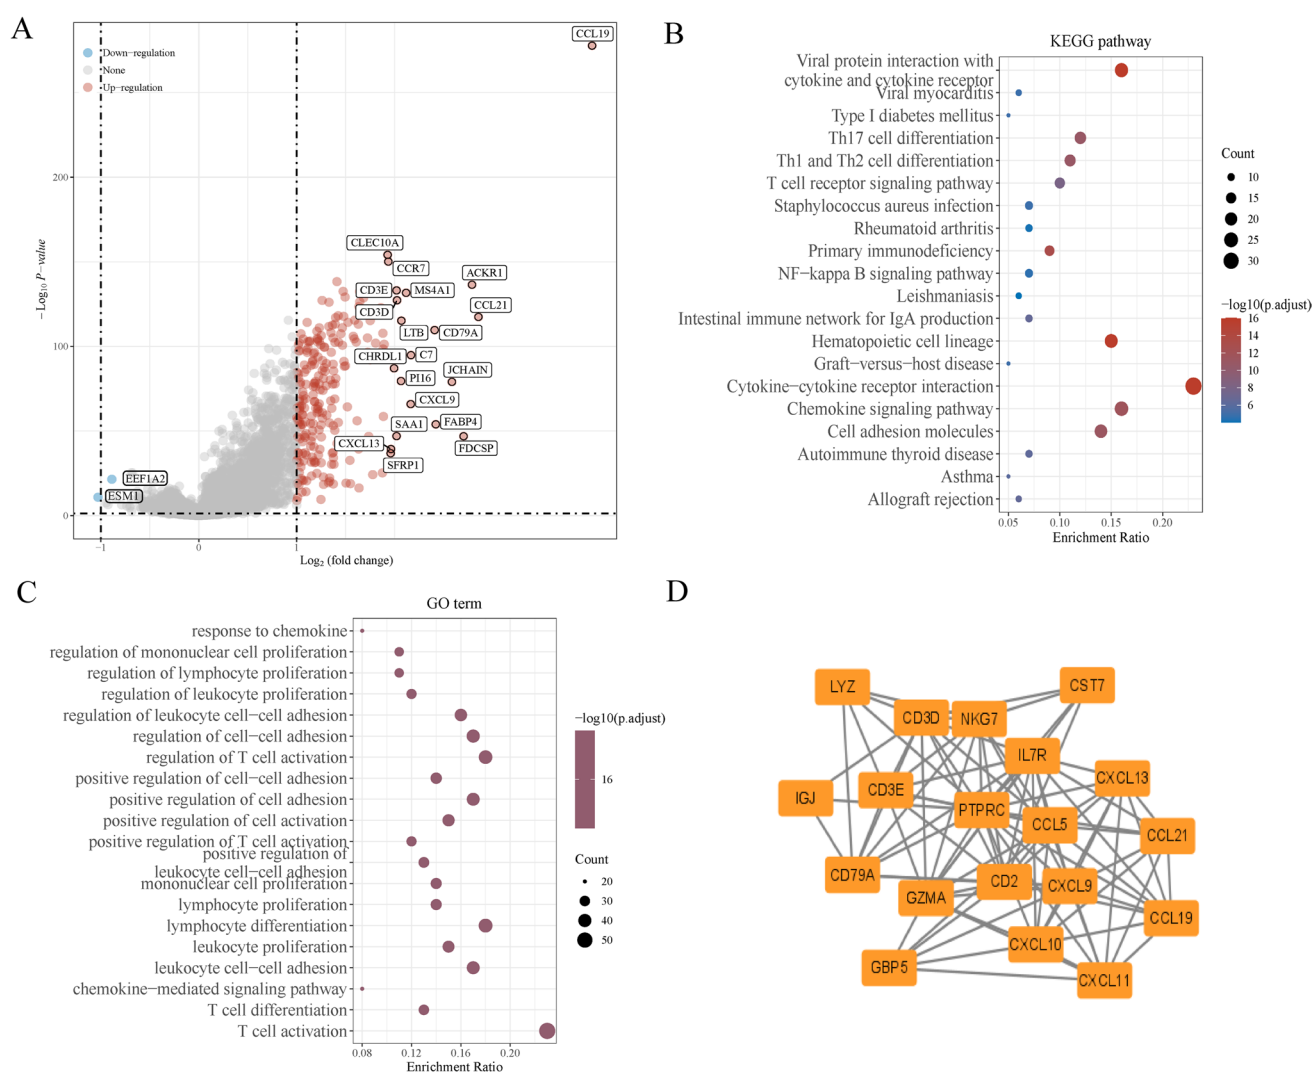 A
Down−regulation
None
Up−regulation
CCL19
CLEC10A
CCR7
ACKR1
CD3E
MS4A1
CD3D
CCL21
LTB
CD79A
CHRDL1
C7
JCHAIN
PI16
CXCL9
SAA1
FABP4
CXCL13
FDCSP
SFRP1
EEF1A2
ESM1
200
100
0
−Log10 P−value
−1
0
1
Log2 (fold change)
B
KEGG pathway
Viral protein interaction with
cytokine and cytokine receptor
Viral myocarditis
Type I diabetes mellitus
Th17 cell differentiation
Th1 and Th2 cell differentiation
T cell receptor signaling pathway
Staphylococcus aureus infection
Rheumatoid arthritis
Primary immunodeficiency
NF−kappa B signaling pathway
Leishmaniasis
Intestinal immune network for IgA production
Hematopoietic cell lineage
Graft−versus−host disease
Cytokine−cytokine receptor interaction
Chemokine signaling pathway
Cell adhesion molecules
Autoimmune thyroid disease
Asthma
Allograft rejection
0.05
0.10
0.15
0.20
Enrichment Ratio
Count
10
15
20
25
30
−log10(p.adjust)
16
14
12
10
8
6
C
GO term
response to chemokine
regulation of mononuclear cell proliferation
regulation of lymphocyte proliferation
regulation of leukocyte proliferation
regulation of leukocyte cell−cell adhesion
regulation of cell−cell adhesion
regulation of T cell activation
positive regulation of cell−cell adhesion
positive regulation of cell adhesion
positive regulation of cell activation
positive regulation of T cell activation
positive regulation of
leukocyte cell−cell adhesion
mononuclear cell proliferation
lymphocyte proliferation
lymphocyte differentiation
leukocyte proliferation
leukocyte cell−cell adhesion
chemokine−mediated signaling pathway
T cell differentiation
T cell activation
0.08
0.12
0.16
0.20
Enrichment Ratio
−log10(p.adjust)
16
Count
20
30
40
50
D
LYZ
CST7
CD3D
NKG7
IL7R
CXCL13
IGJ
CD3E
PTPRC
CCL5
CCL21
CD79A
CD2
CXCL9
GZMA
CCL19
CXCL10
GBP5
CXCL11